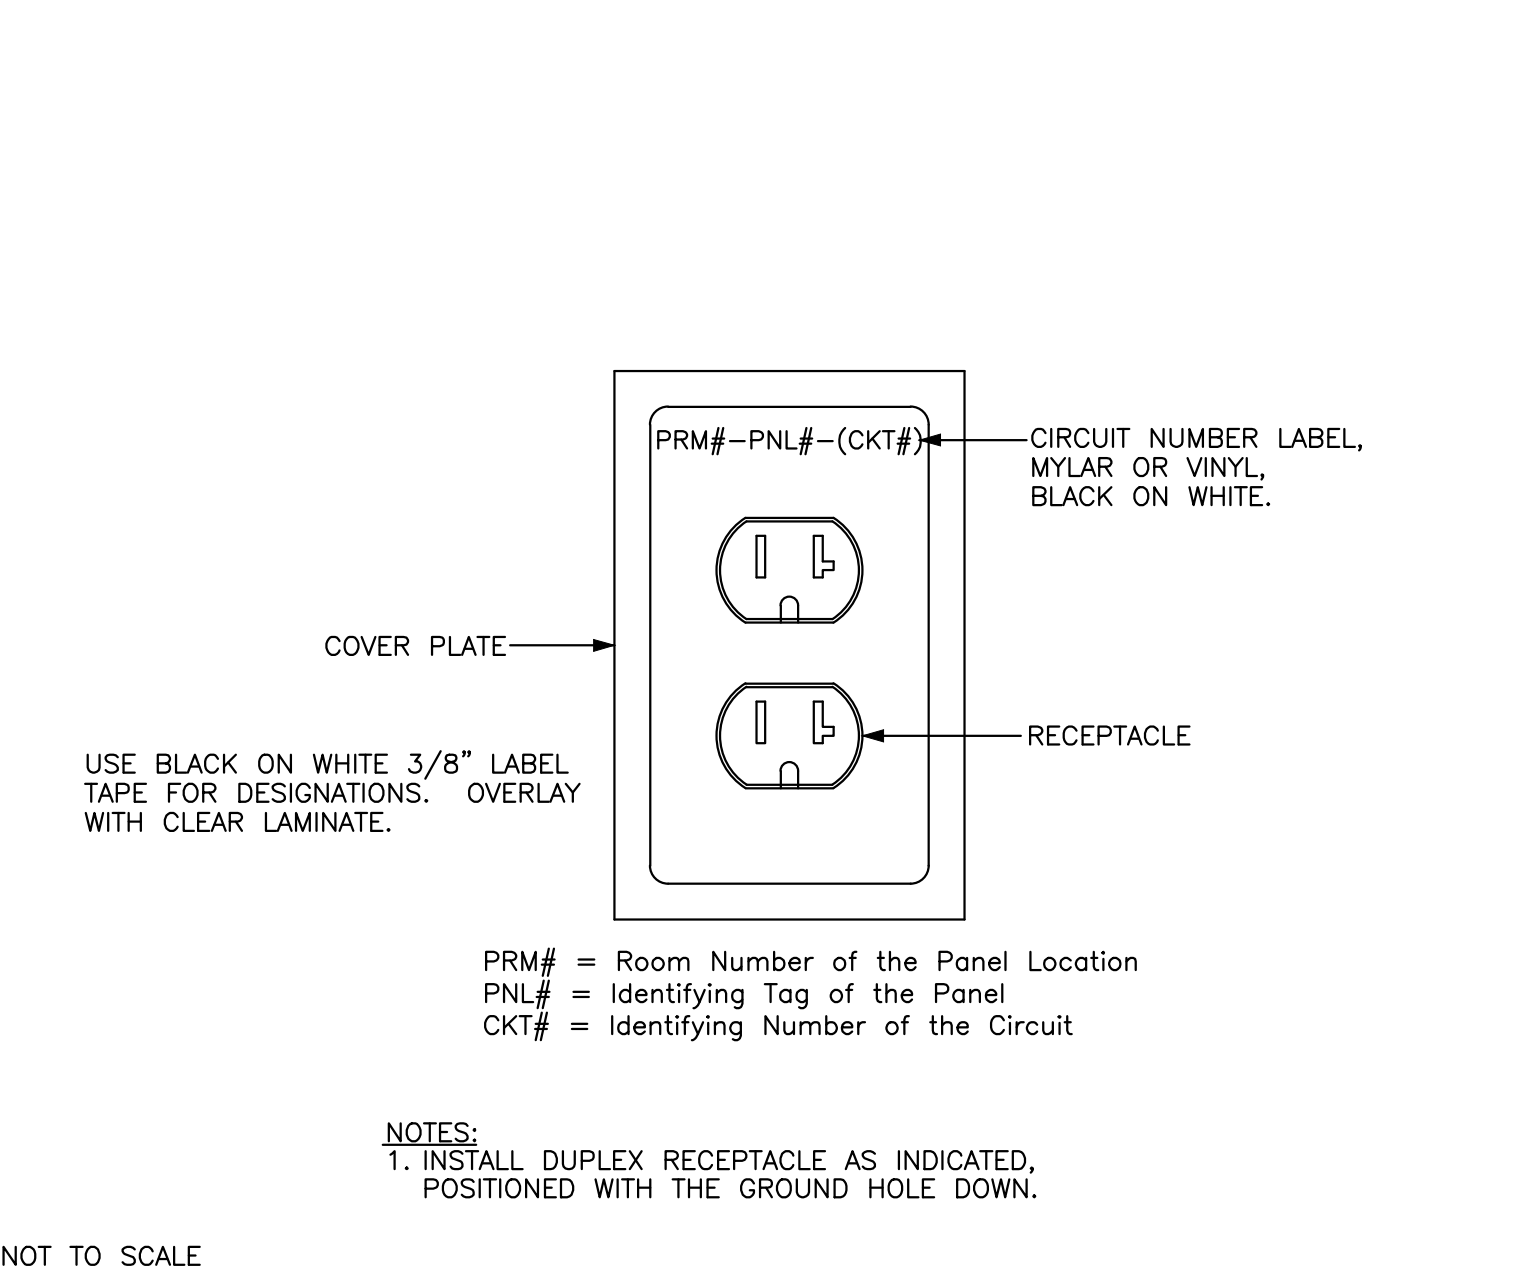 PRM#-PNL#-(CKT#)
CIRCUIT NUMBER LABEL,
MYLAR OR VINYL,
BLACK ON WHITE.
COVER PLATE
RECEPTACLE
USE BLACK ON WHITE 3/8” LABEL
TAPE FOR DESIGNATIONS. OVERLAY
WITH CLEAR LAMINATE.
PRM# = Room Number of the Panel Location
PNL# = Identifying Tag of the Panel
CKT# = Identifying Number of the Circuit
NOTES:
1. INSTALL DUPLEX RECEPTACLE AS INDICATED,
POSITIONED WITH THE GROUND HOLE DOWN.
NOT TO SCALE